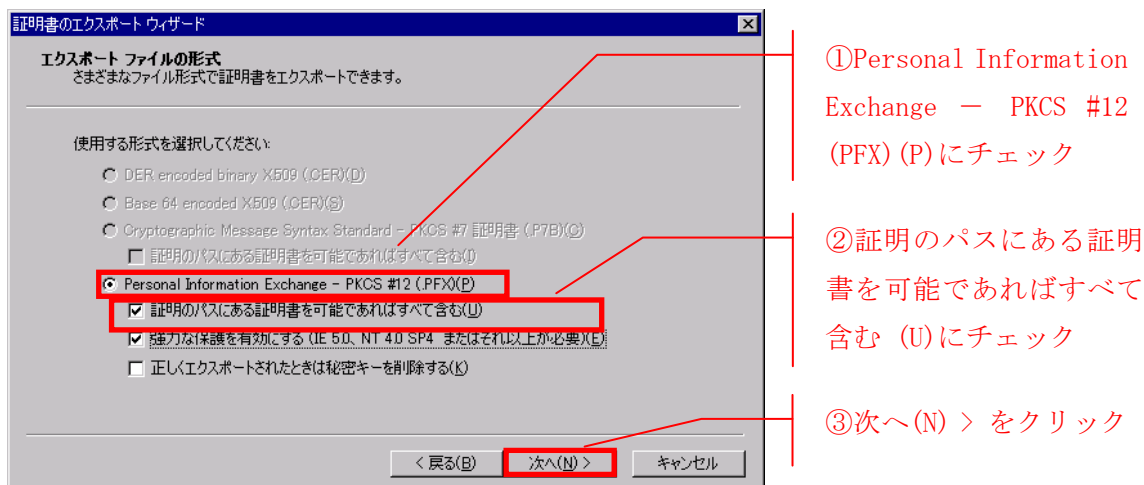 証明書のエクスポート ウィザード
エクスポート ファイルの形式
さまざまなファイル形式で証明書をエクスポートできます。
使用する形式を選択してください:
DER encoded binary X.509 (.CER)(D)
Base 64 encoded X.509 (.CER)(S)
Cryptographic Message Syntax Standard - PKCS #7 証明書 (.P7B)(C)
証明のパスにある証明書を可能であればすべて含む(I)
Personal Information Exchange - PKCS #12 (.PFX)(P)
証明のパスにある証明書を可能であればすべて含む(U)
強力な保護を有効にする (IE 5.0、NT 4.0 SP4 またはそれ以上が必要)(E)
正しくエクスポートされたときは秘密キーを削除する(K)
< 戻る(B)
次へ(N) >
キャンセル
①Personal Information
Exchange － PKCS #12
(PFX)(P)にチェック
②証明のパスにある証明
書を可能であればすべて
含む (U)にチェック
③次へ(N) > をクリック